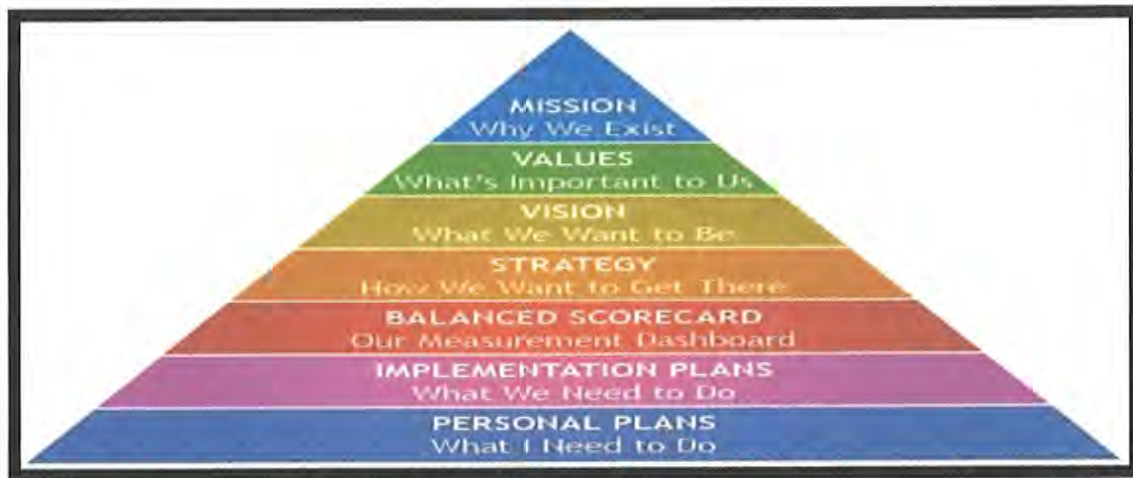 MISSION
Why We Exist
VALUES
What's Important to Us
VISION
What We Want to Be
STRATEGY
How We Want to Get There
BALANCED SCORECARD
Our Measurement Dashboard
IMPLEMENTATION PLANS
What We Need to Do
PERSONAL PLANS
What I Need to Do